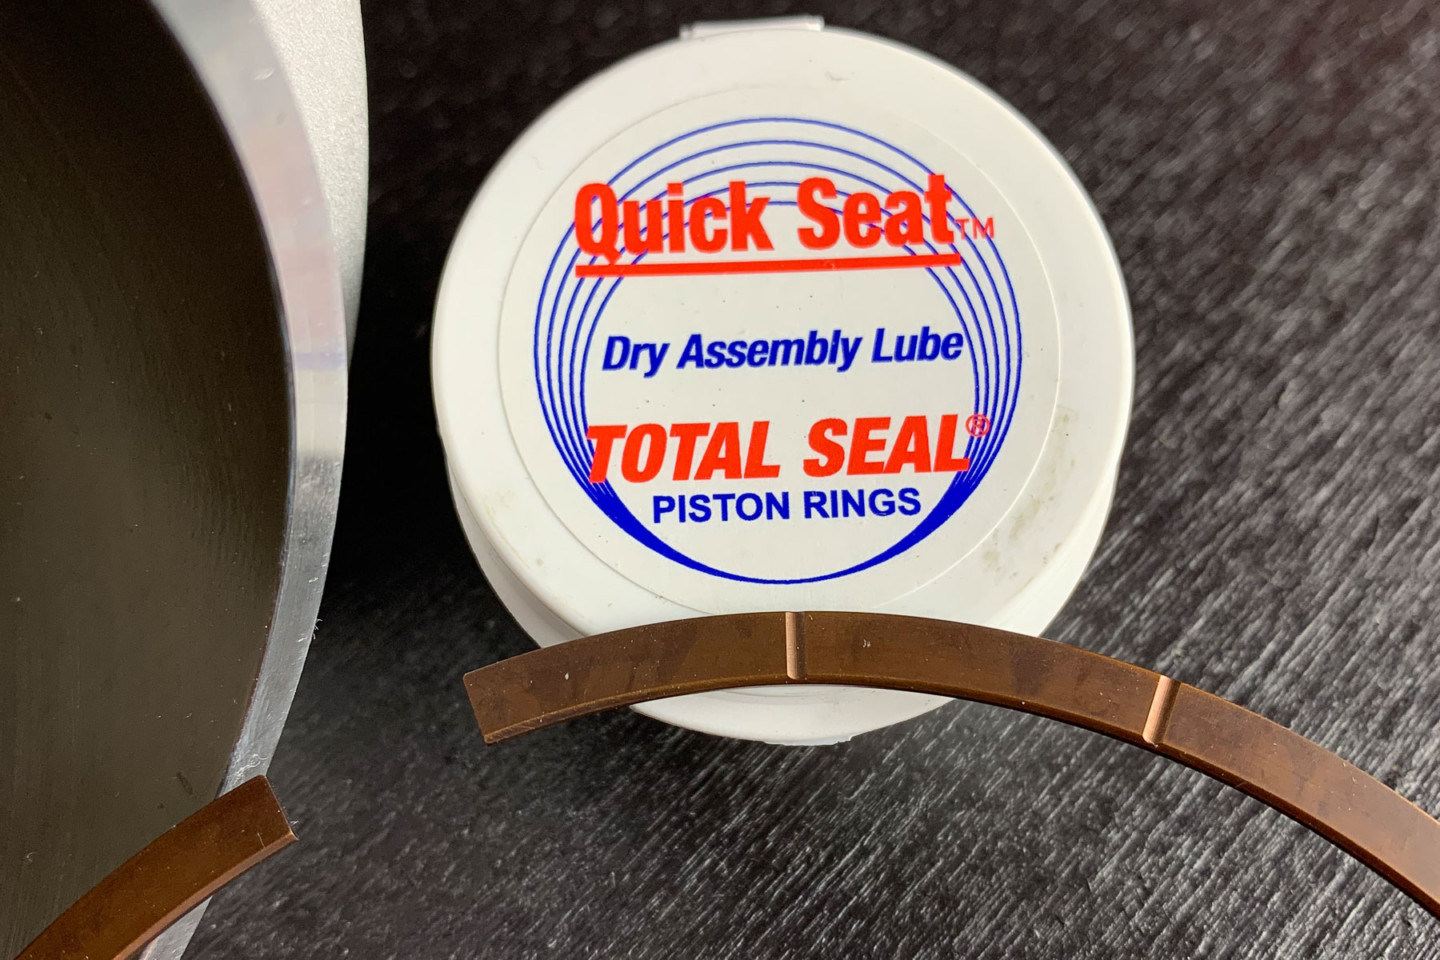 Quick Seat™
Dry Assembly Lube
TOTAL SEAL®
PISTON RINGS